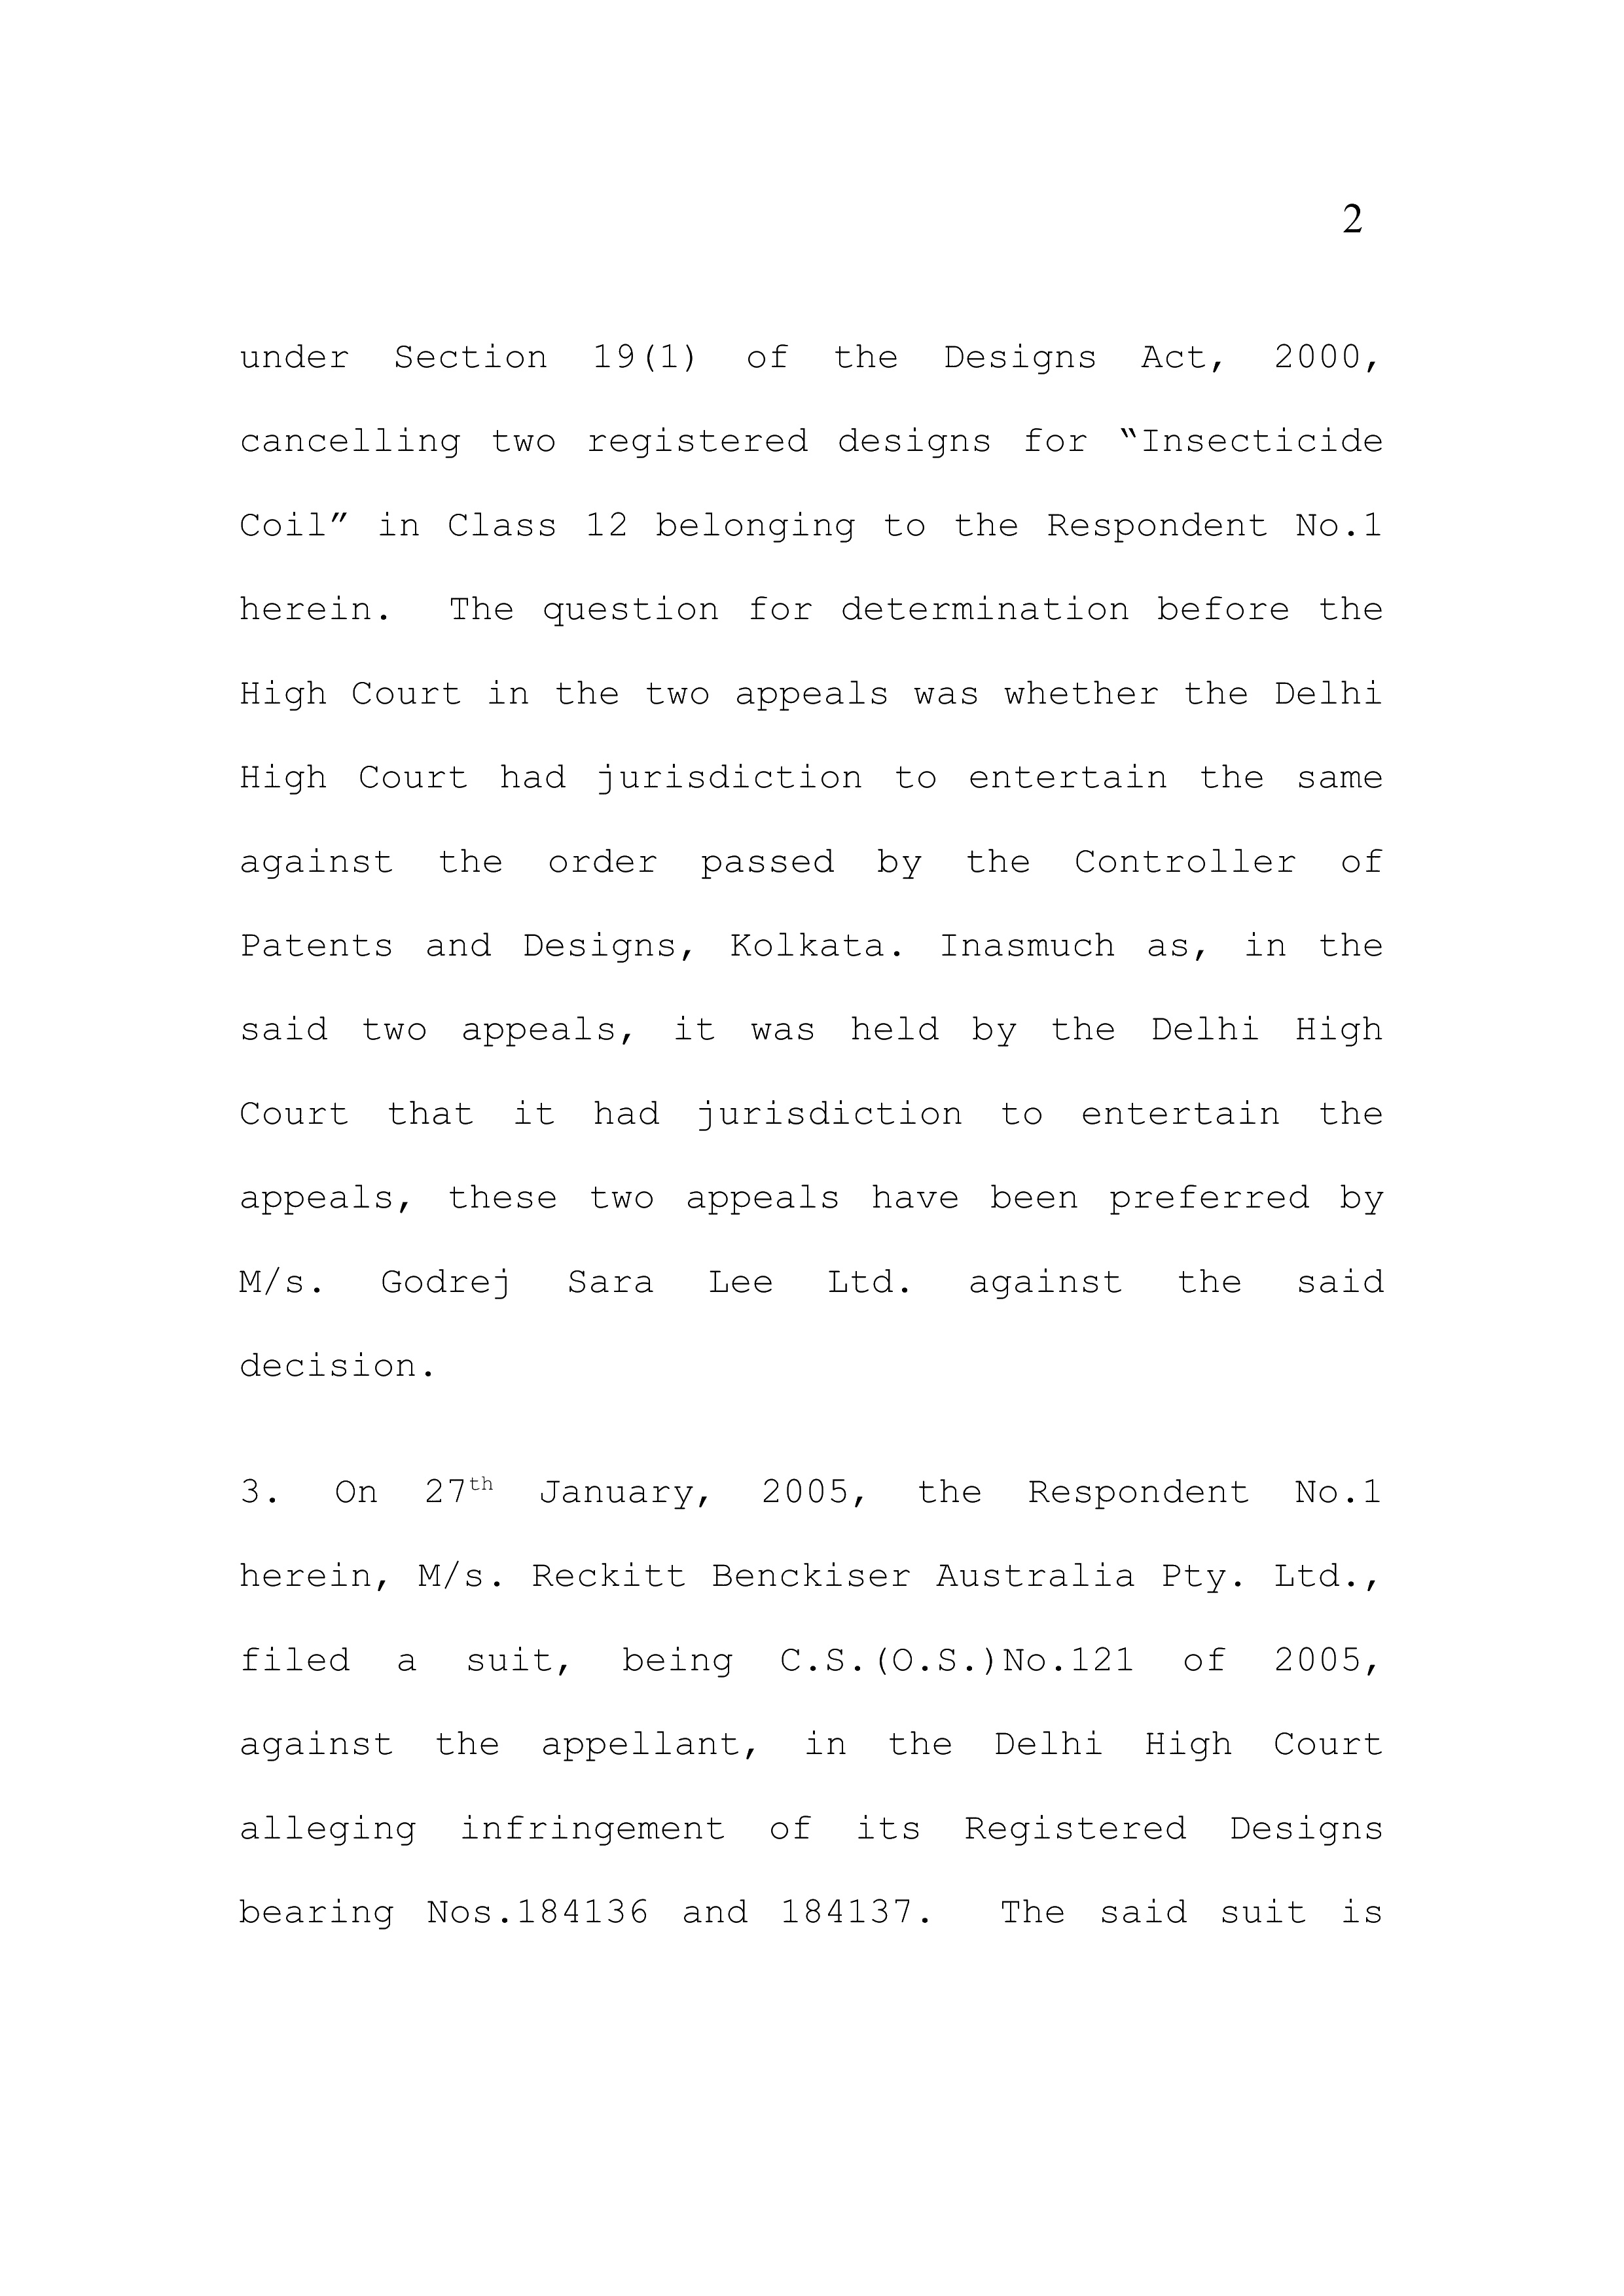 2
under Section 19(1) of the Designs Act, 2000,
cancelling two registered designs for “Insecticide
Coil” in Class 12 belonging to the Respondent No.1
herein. The question for determination before the
High Court in the two appeals was whether the Delhi
High Court had jurisdiction to entertain the same
against the order passed by the Controller of
Patents and Designs, Kolkata. Inasmuch as, in the
said two appeals, it was held by the Delhi High
Court that it had jurisdiction to entertain the
appeals, these two appeals have been preferred by
M/s. Godrej Sara Lee Ltd. against the said
decision.
3. On 27th January, 2005, the Respondent No.1
herein, M/s. Reckitt Benckiser Australia Pty. Ltd.,
filed a suit, being C.S.(O.S.)No.121 of 2005,
against the appellant, in the Delhi High Court
alleging infringement of its Registered Designs
bearing Nos.184136 and 184137. The said suit is